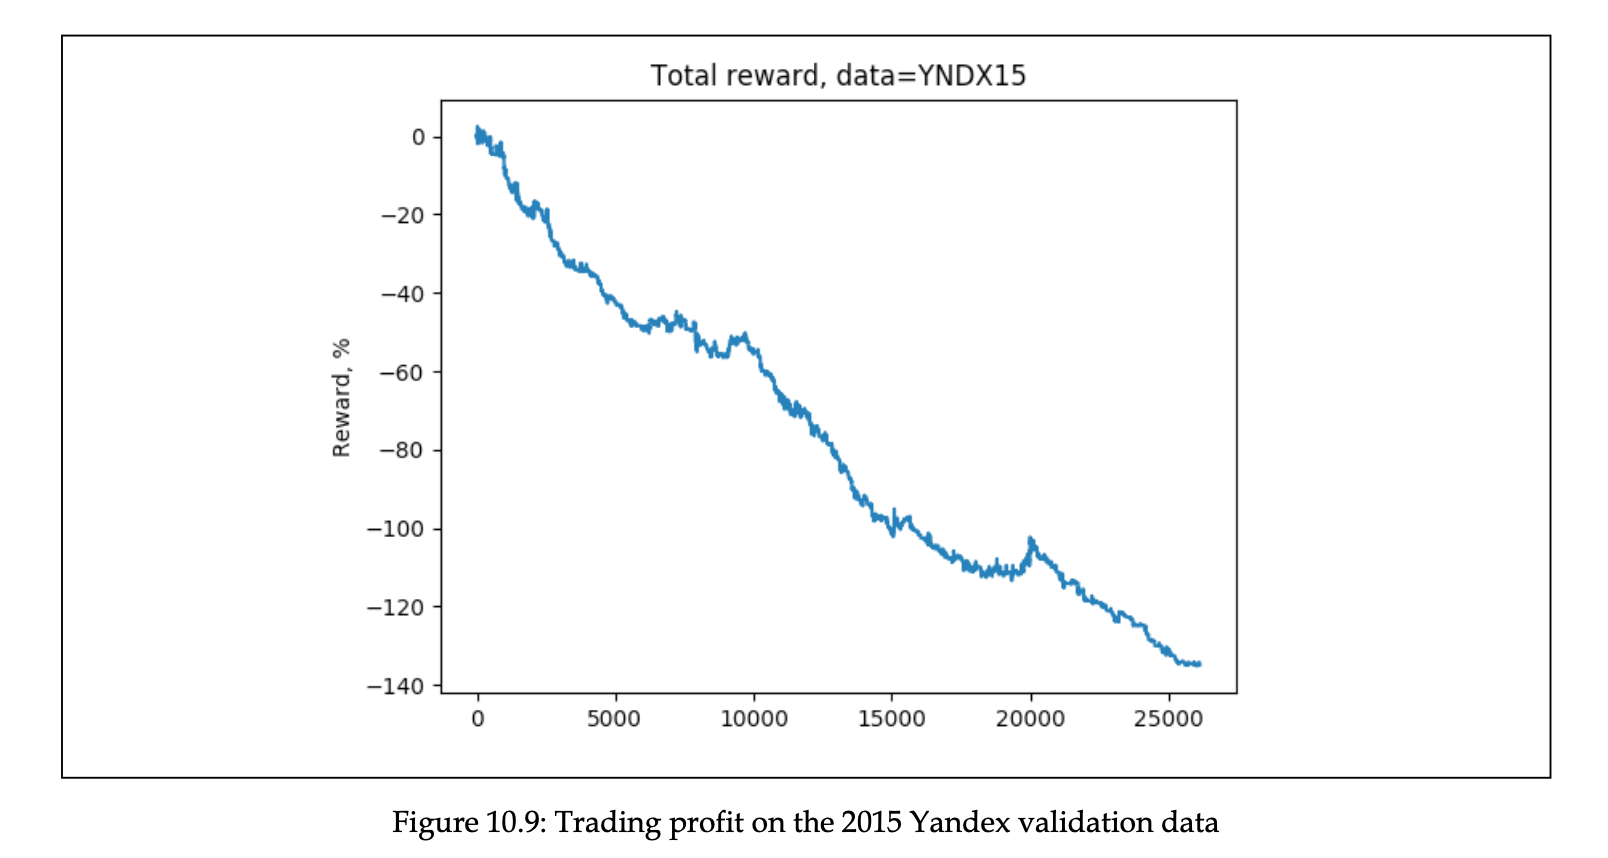 Total reward, data=YNDX15
0
−20
−40
−60
−80
−100
−120
−140
Reward, %
0 5000 10000 15000 20000 25000
Figure 10.9: Trading profit on the 2015 Yandex validation data